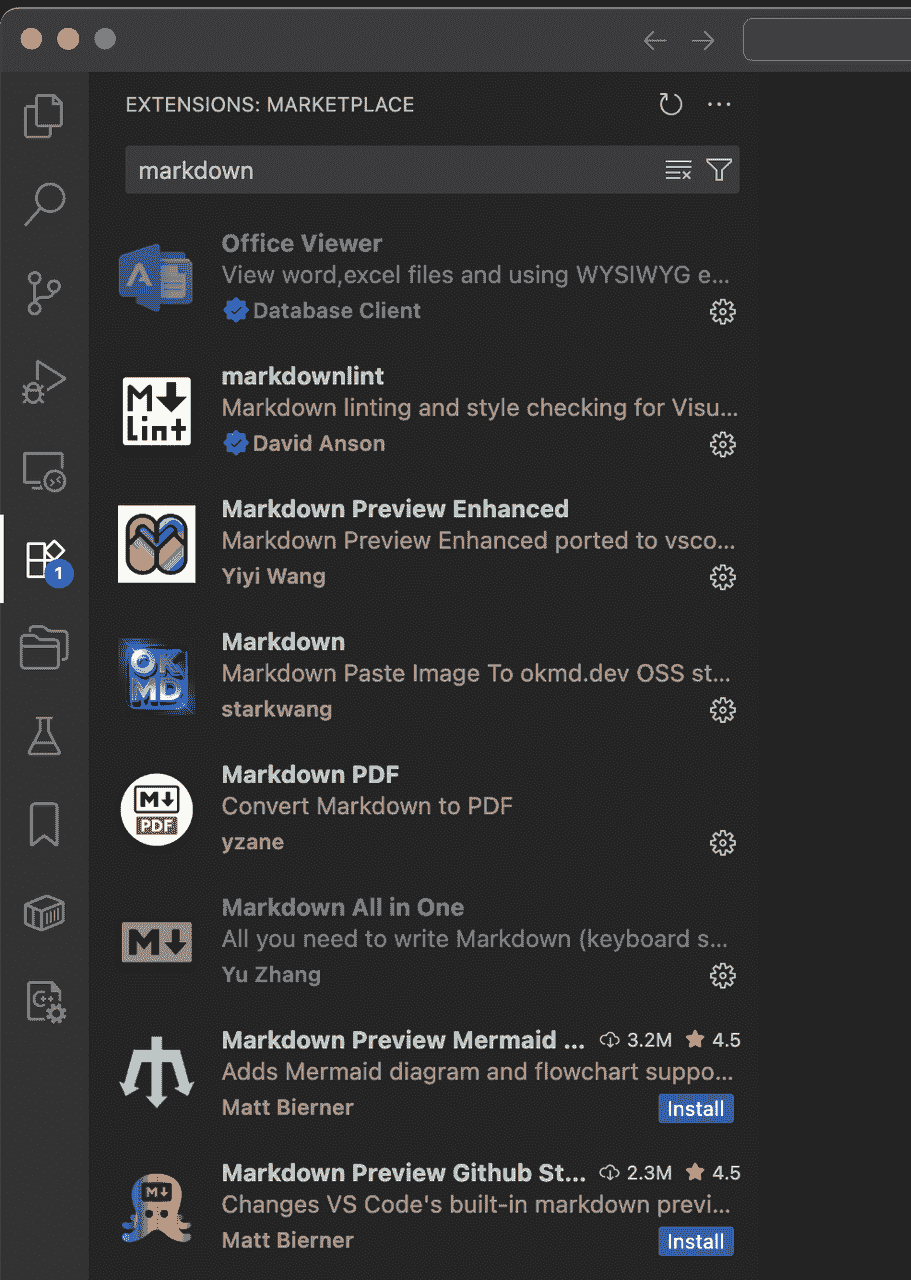 EXTENSIONS: MARKETPLACE
markdown
Office Viewer
View word,excel files and using WYSIWYG e...
Database Client
M
Lint
markdownlint
Markdown linting and style checking for Visu...
David Anson
Markdown Preview Enhanced
Markdown Preview Enhanced ported to vsco...
Yiyi Wang
1
OK
MD
Markdown
Markdown Paste Image To okmd.dev OSS st...
starkwang
M
PDF
Markdown PDF
Convert Markdown to PDF
yzane
M
Markdown All in One
All you need to write Markdown (keyboard s...
Yu Zhang
C++
Markdown Preview Mermaid ... 3.2M 4.5
Adds Mermaid diagram and flowchart suppo...
Matt Bierner Install
M
Markdown Preview Github St... 2.3M 4.5
Changes VS Code's built-in markdown previ...
Matt Bierner Install